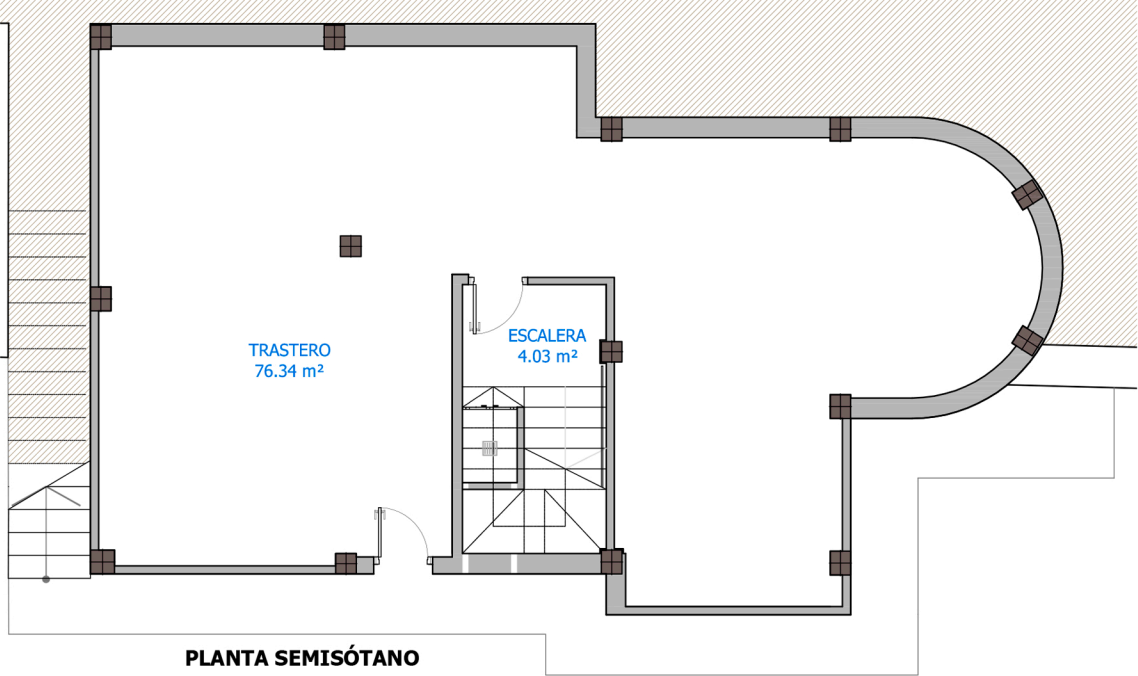 ESCALERA
4.03 m²
TRASTERO
76.34 m²
PLANTA SEMISÓTANO